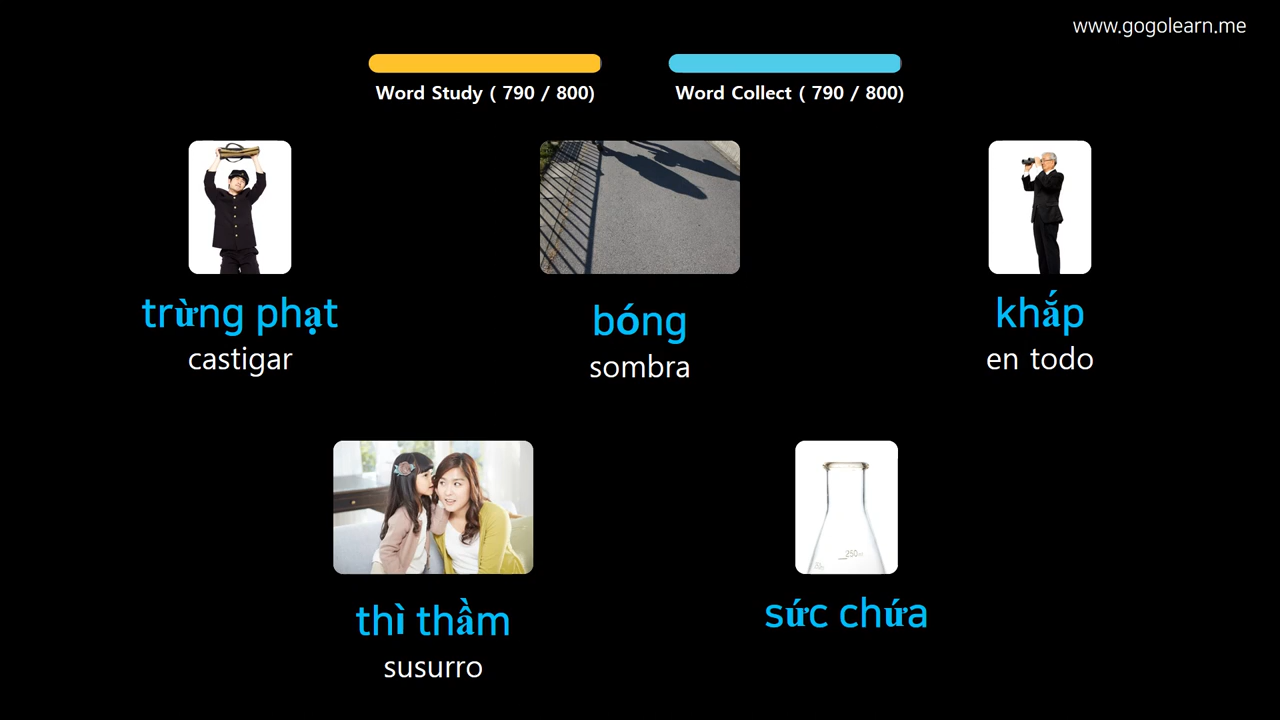 www.gogolearn.me
Word Study ( 790 / 800)
Word Collect ( 790 / 800)
trừng phạt
castigar
bóng
sombra
khắp
en todo
thì thầm
susurro
250
sức chứa